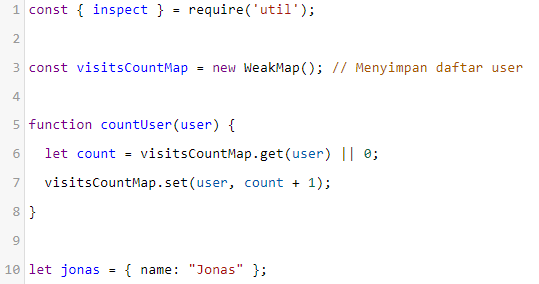 1 const { inspect } = require('util');
2
3 const visitsCountMap = new WeakMap(); // Menyimpan daftar user
4
5 function countUser(user) {
6   let count = visitsCountMap.get(user) || 0;
7   visitsCountMap.set(user, count + 1);
8 }
9
10 let jonas = { name: "Jonas" };